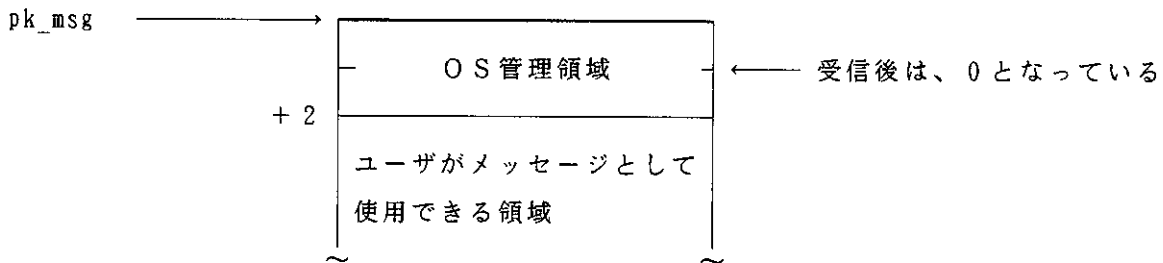 pk_msg
OS管理領域
受信後は、0となっている
+2
ユーザがメッセージとして
使用できる領域